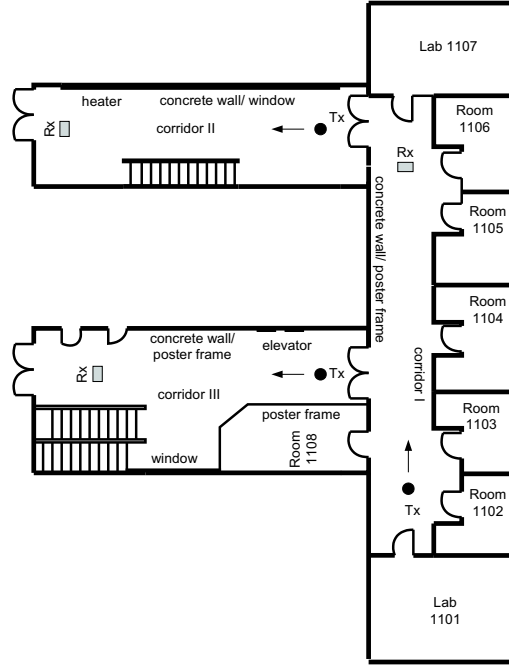 Lab 1107
heater
concrete wall/ window
Tx
Rx
corridor II
Room
1106
Rx
concrete wall/ poster frame
Room
1105
Room
1104
concrete wall/
poster frame
elevator
Rx
Tx
corridor III
corridor I
poster frame
Room
1103
window
Room
1108
Room
1102
Tx
Lab
1101